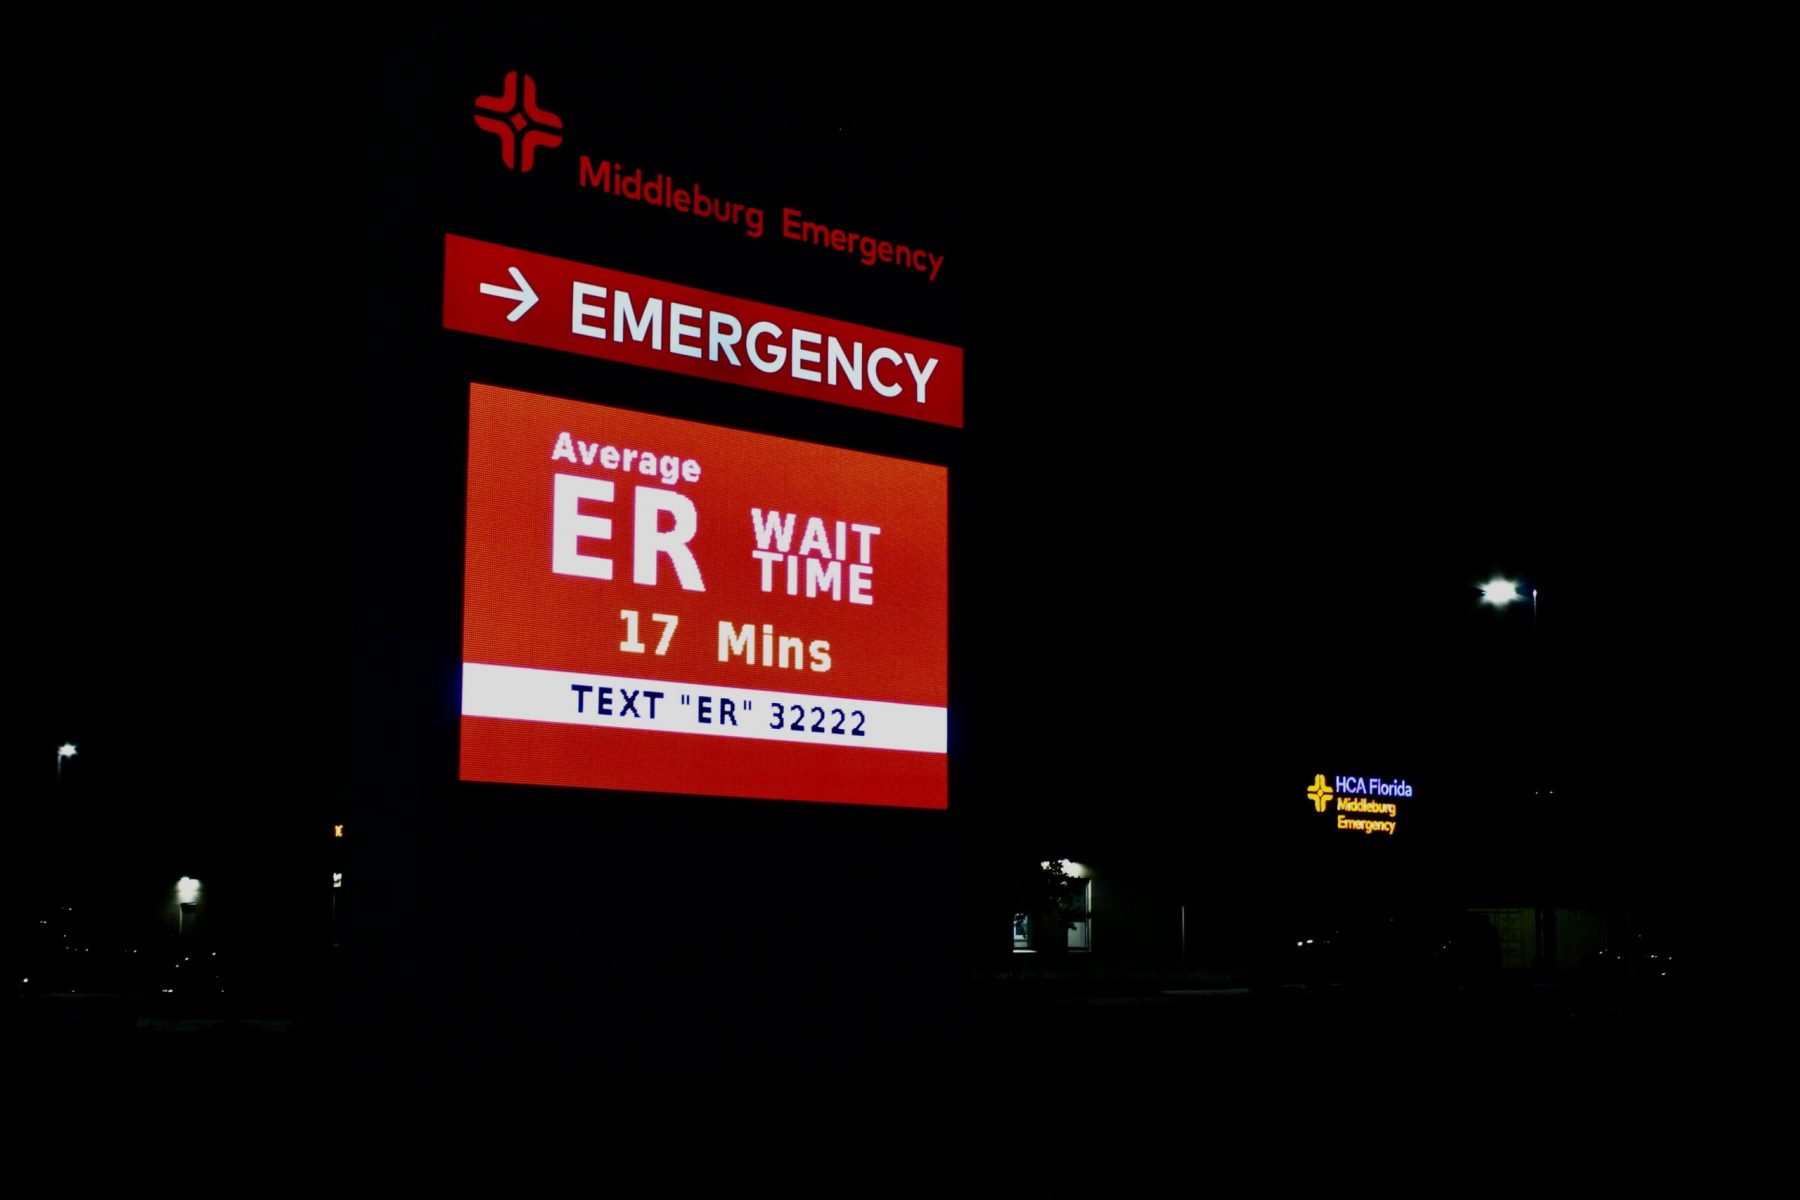 Middleburg Emergency
→ EMERGENCY
Average
ER WAIT
TIME
17 Mins
TEXT "ER" 32222
HCA Florida
Middleburg
Emergency